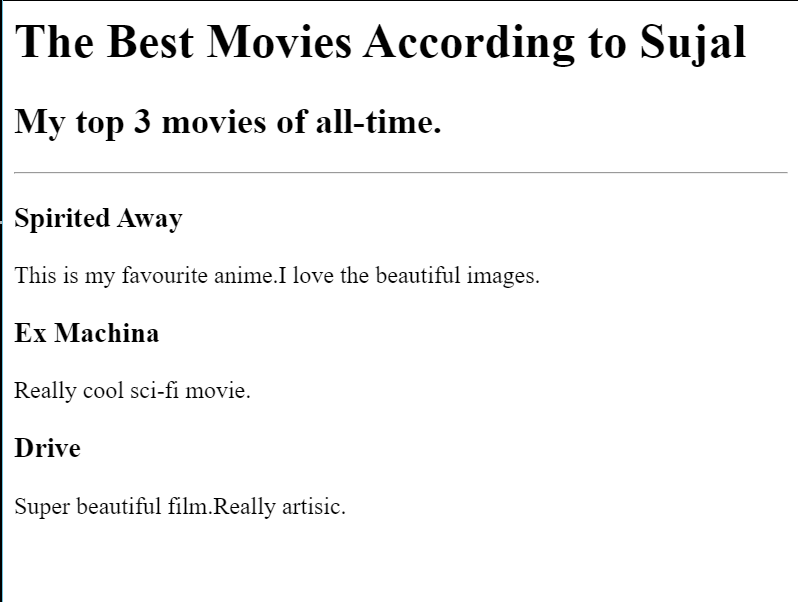 The Best Movies According to Sujal
My top 3 movies of all-time.
Spirited Away
This is my favourite anime.I love the beautiful images.
Ex Machina
Really cool sci-fi movie.
Drive
Super beautiful film.Really artisic.